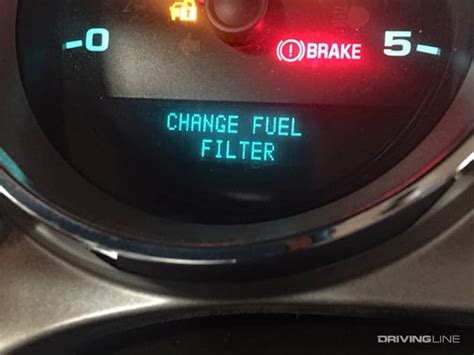 0
BRAKE
5
CHANGE FUEL
FILTER
DRIVINGLINE